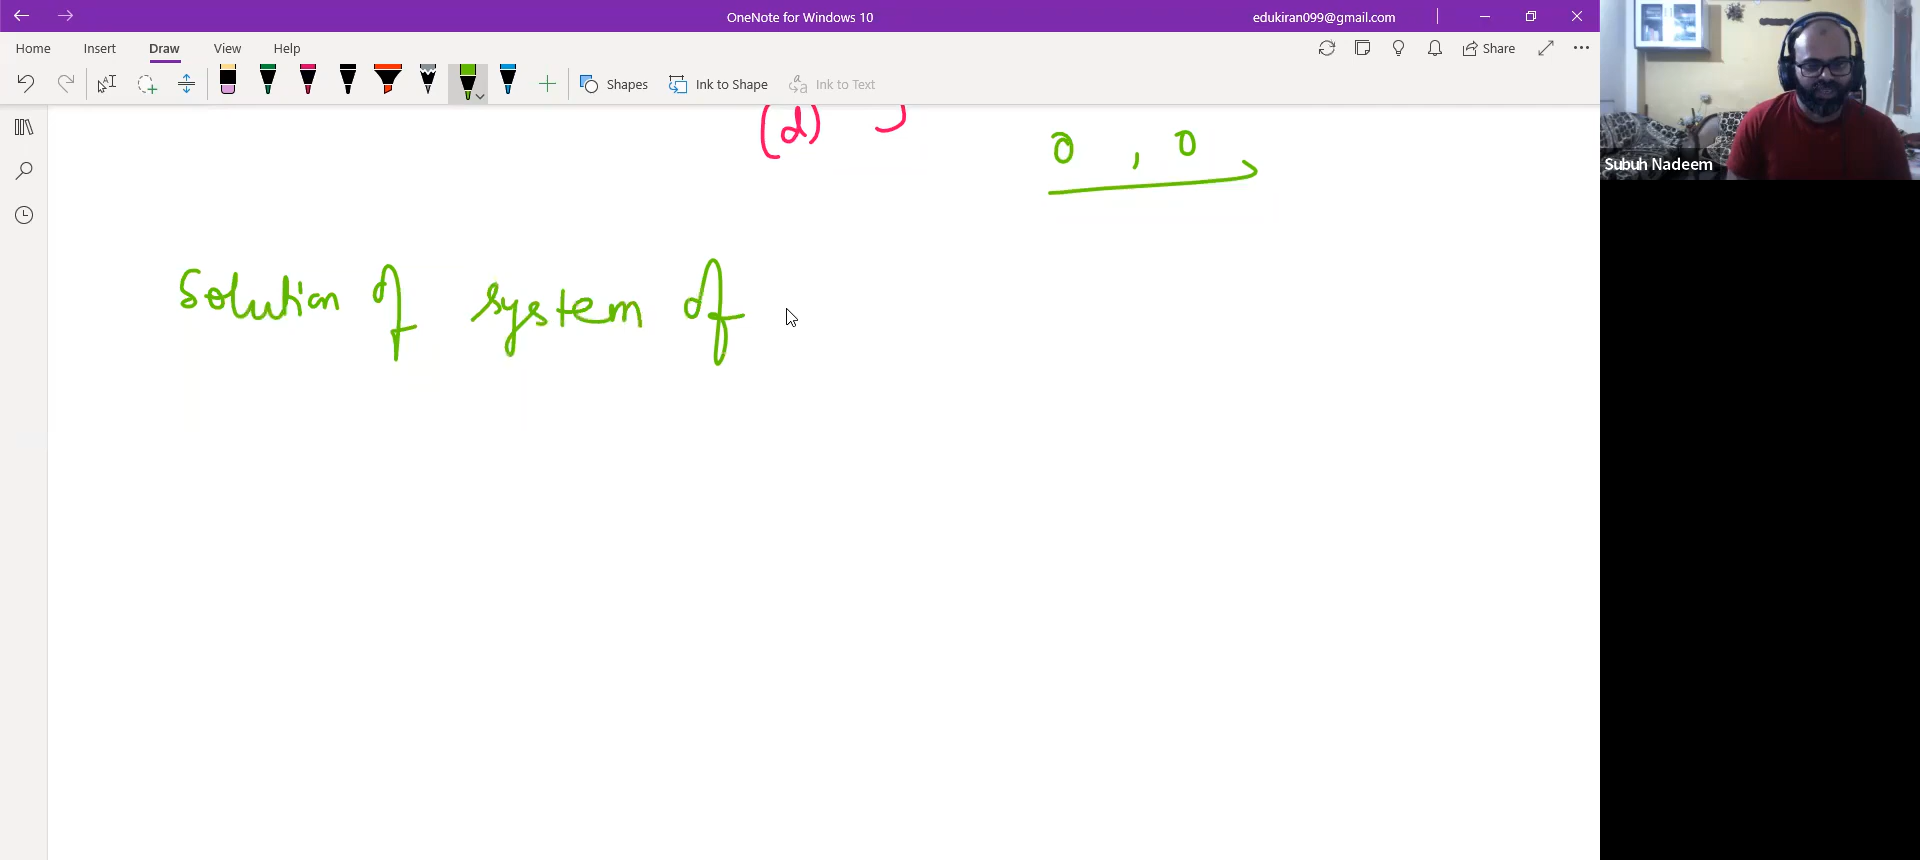 OneNote for Windows 10 edukiran099@gmail.com
Home Insert Draw View Help Share
Shapes Ink to Shape Ink to Text
(d)
0 , 0
Subuh Nadeem
Solution of system of